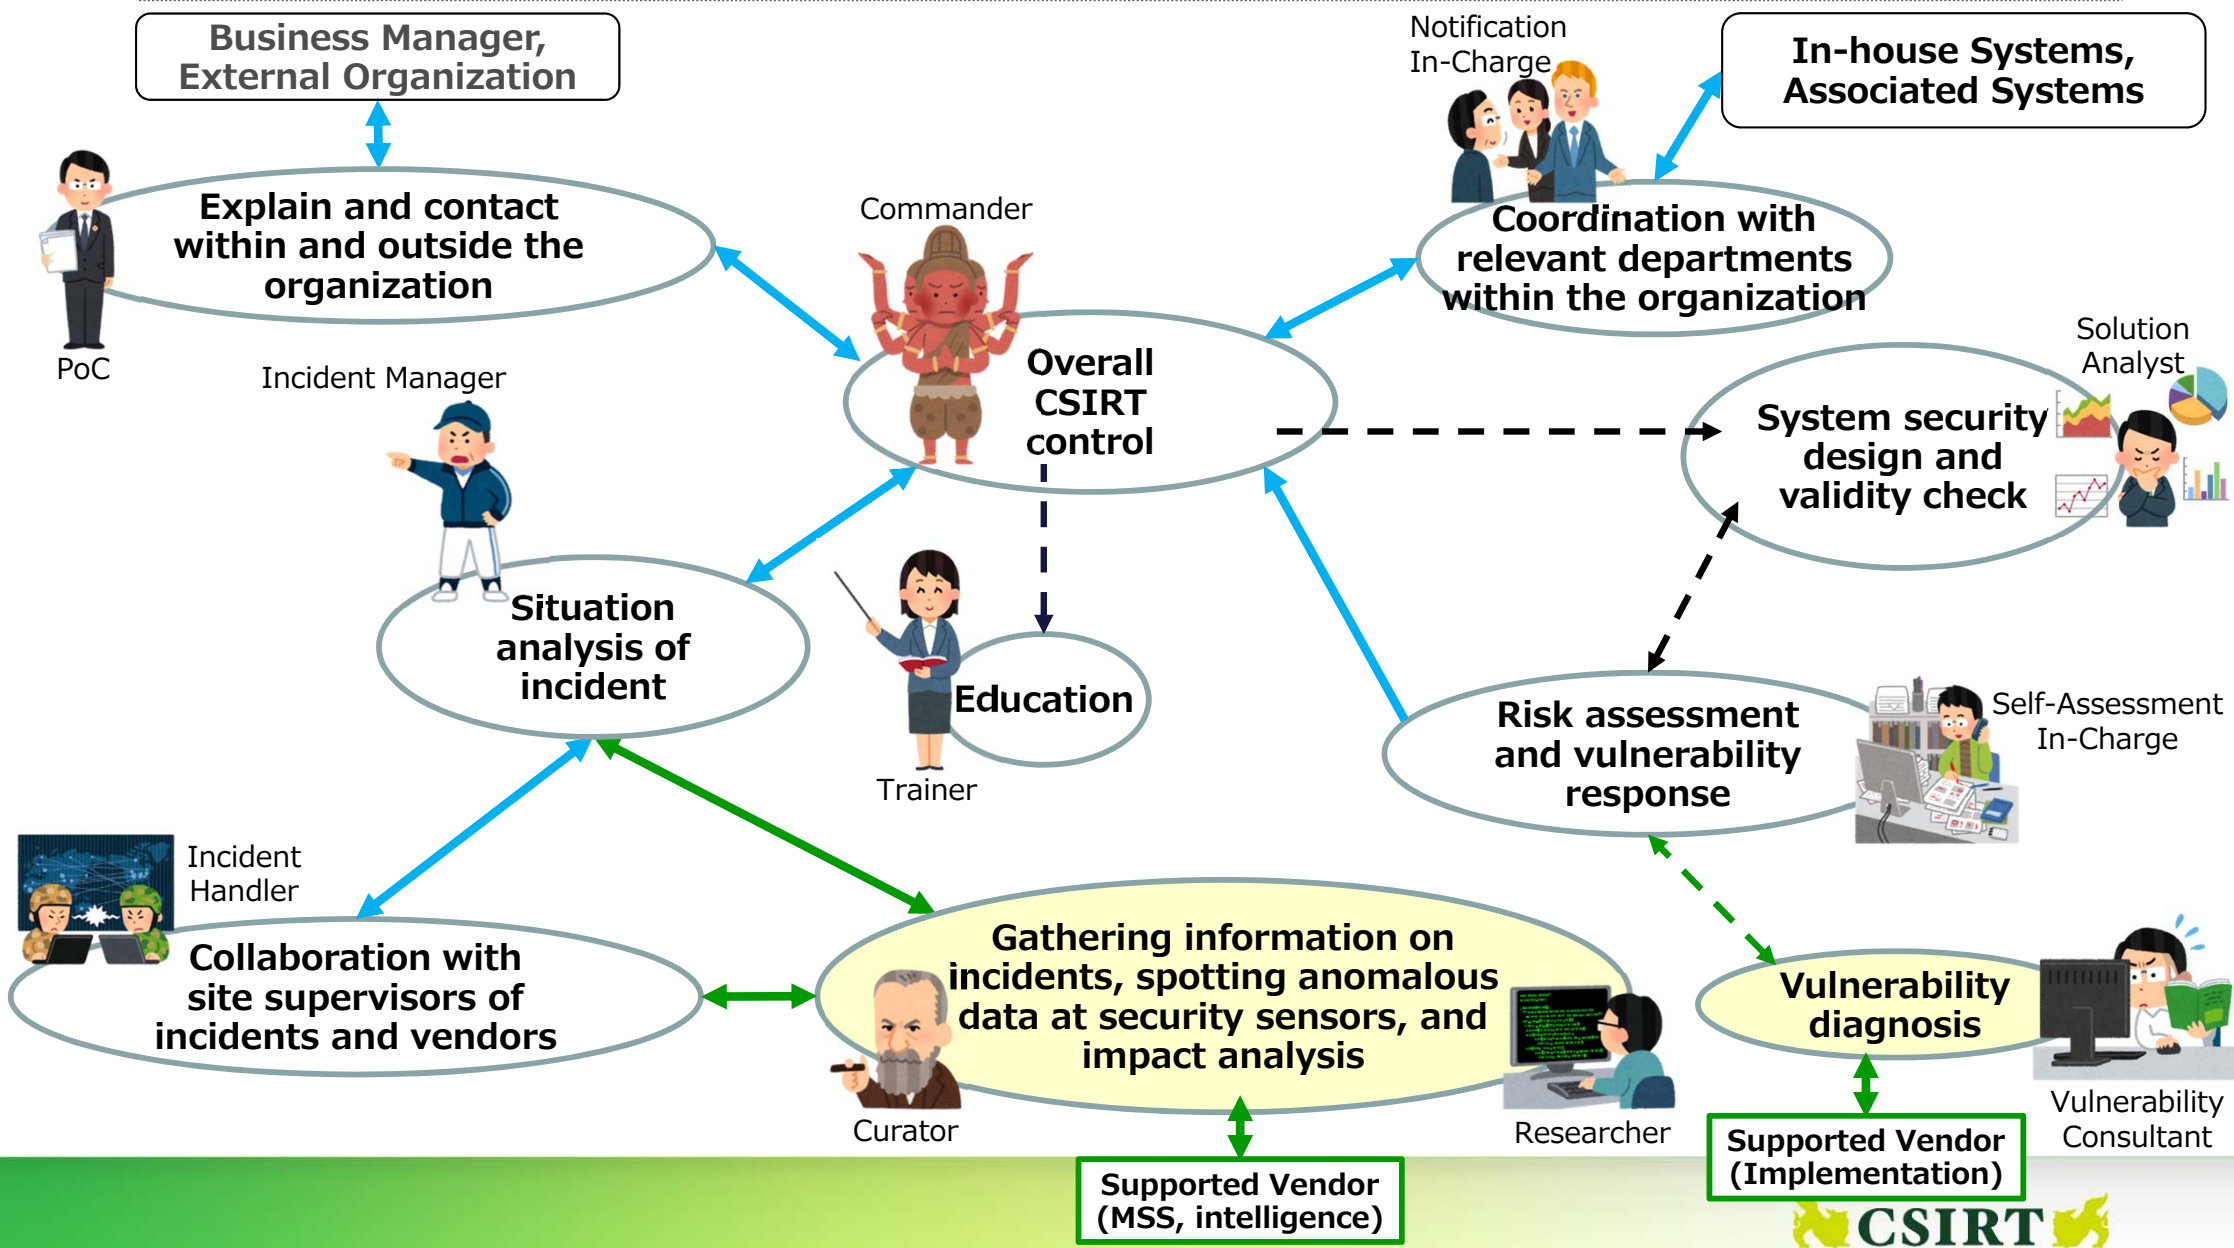 Business Manager,
External Organization
Notification
In-Charge
In-house Systems,
Associated Systems
Explain and contact
within and outside the
organization
PoC
Commander
Coordination with
relevant departments
within the organization
Incident Manager
Overall
CSIRT
control
Solution
Analyst
System security
design and
validity check
Situation
analysis of
incident
Education
Trainer
Risk assessment
and vulnerability
response
Self-Assessment
In-Charge
Incident
Handler
Collaboration with
site supervisors of
incidents and vendors
Gathering information on
incidents, spotting anomalous
data at security sensors, and
impact analysis
Curator
Researcher
Vulnerability
diagnosis
Vulnerability
Consultant
Supported Vendor
(MSS, intelligence)
Supported Vendor
(Implementation)
CSIRT